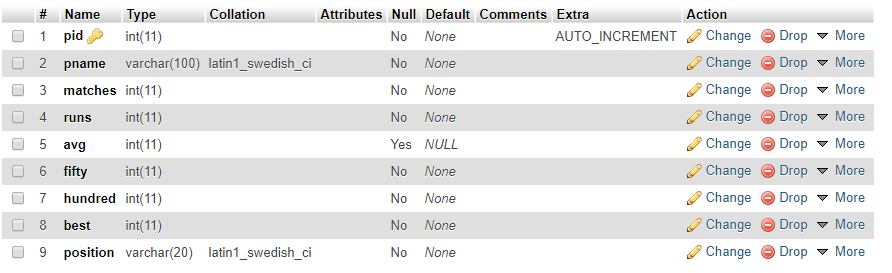 # Name Type Collation Attributes Null Default Comments Extra Action
1 pid int(11) No None AUTO_INCREMENT Change Drop More
2 pname varchar(100) latin1_swedish_ci No None Change Drop More
3 matches int(11) No None Change Drop More
4 runs int(11) No None Change Drop More
5 avg int(11) Yes NULL Change Drop More
6 fifty int(11) No None Change Drop More
7 hundred int(11) No None Change Drop More
8 best int(11) No None Change Drop More
9 position varchar(20) latin1_swedish_ci No None Change Drop More